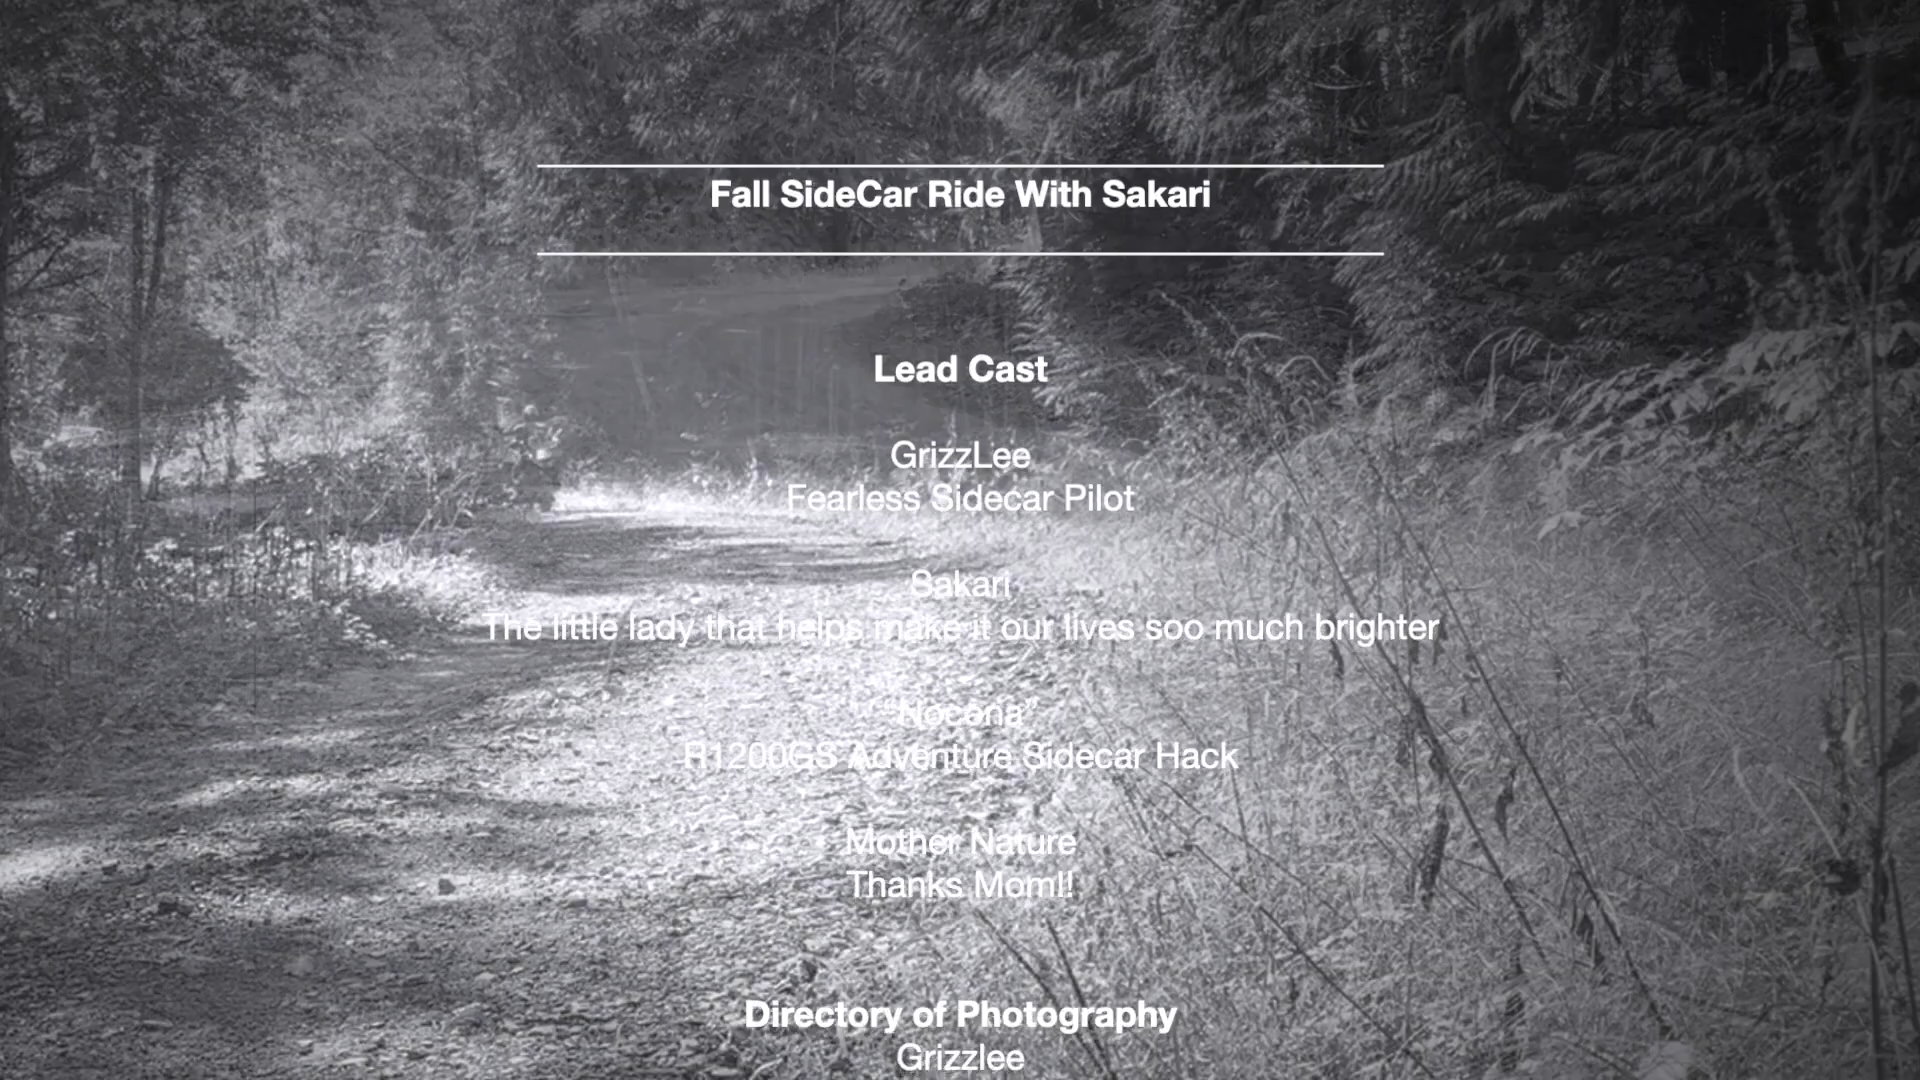 Fall SideCar Ride With Sakari
Lead Cast
GrizzLee
Fearless Sidecar Pilot
Sakari
The little lady that helps make it our lives soo much brighter
“Nocona”
R1200GS Adventure Sidecar Hack
Mother Nature
Thanks Mom!!
Directory of Photography
Grizzlee